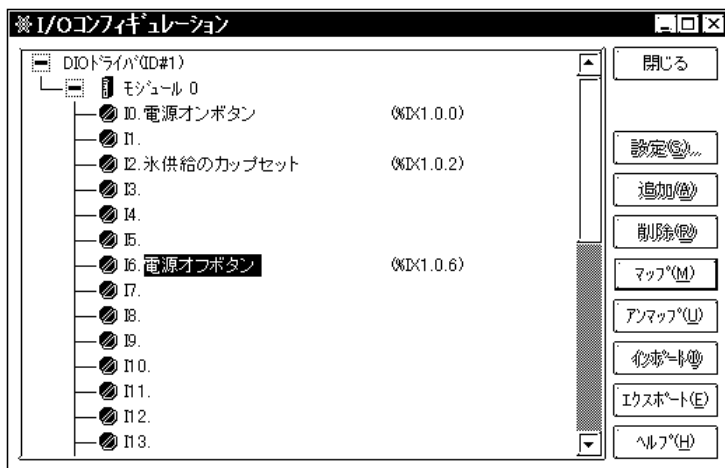 I/Oコンフィギュレーション
DIOドライバ(ID#1)
モジュール 0
I0.電源オンボタン (%IX1.0.0)
I1.
I2.氷供給のカップセット (%IX1.0.2)
I3.
I4.
I5.
I6.電源オフボタン (%IX1.0.6)
I7.
I8.
I9.
I10.
I11.
I12.
I13.
閉じる
設定(S)...
追加(A)
削除(R)
マップ(M)
アンマップ(U)
インポート(I)
エクスポート(E)
ヘルプ(H)